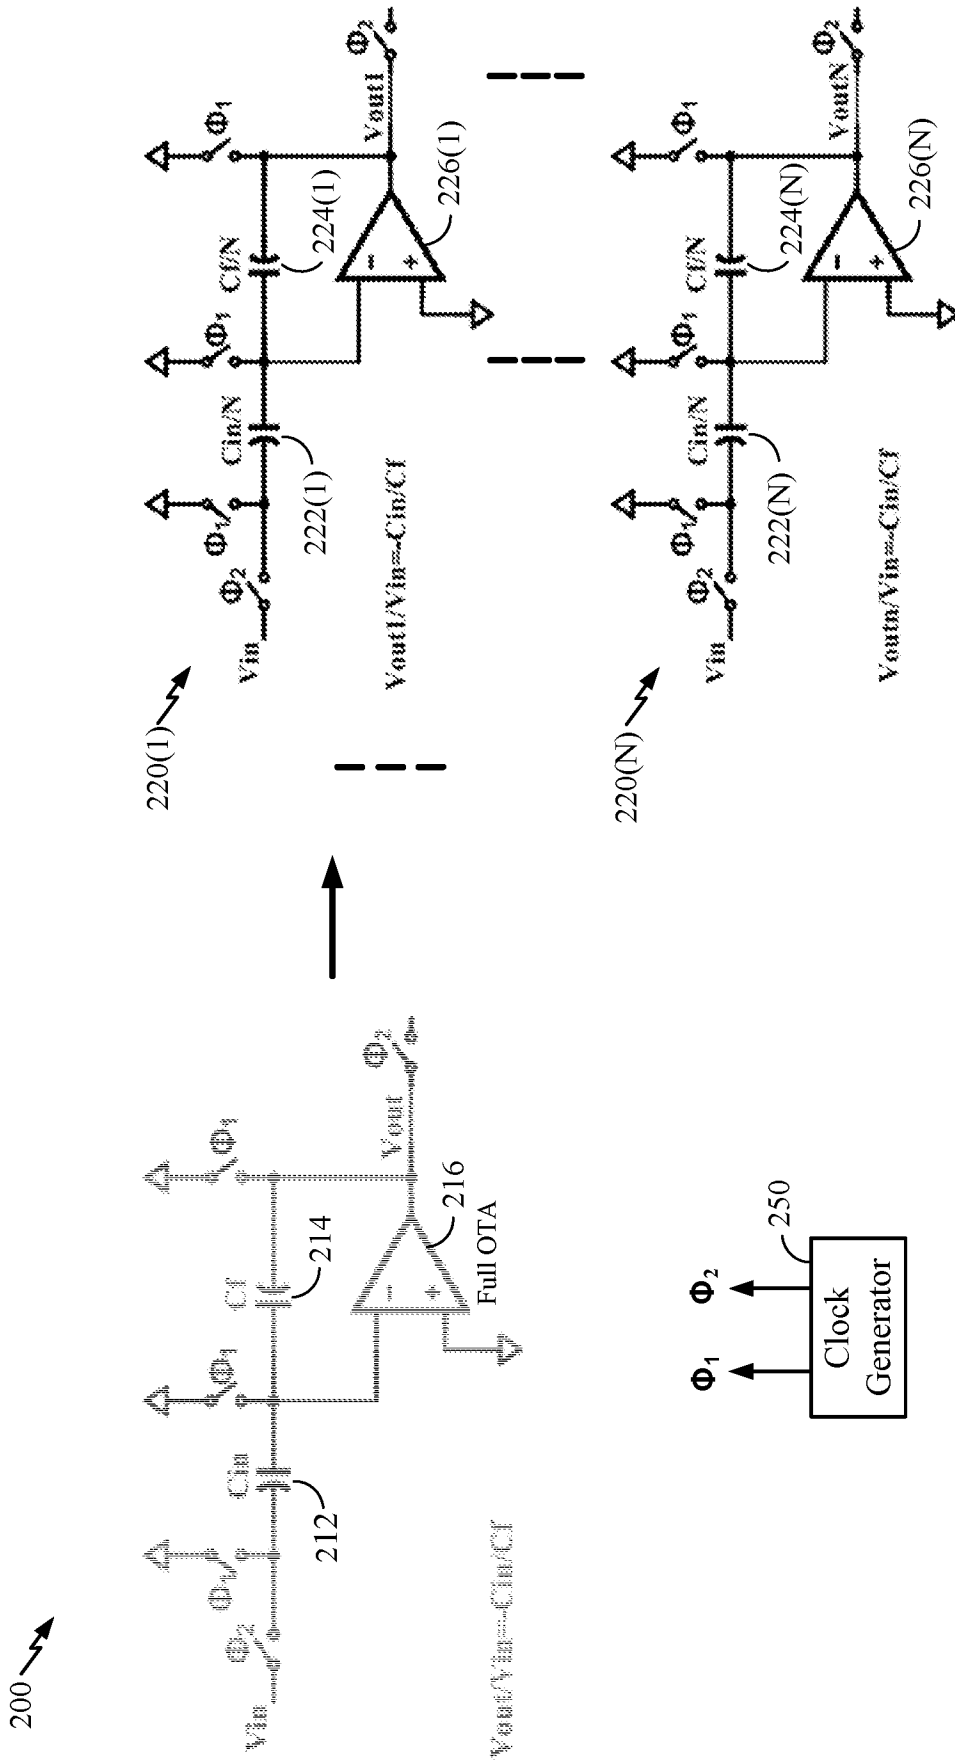 200
Vin
Φ2
Φ1
Cin
212
Φ1
Cf
214
Φ1
Vout
Φ2
216
Full OTA
Vout/Vin=-Cin/Cf
Φ1
Φ2
250
Clock
Generator
220(1)
Vin
Φ2
Φ1
Cin/N
222(1)
Φ1
Cf/N
224(1)
Φ1
Vout1
Φ2
226(1)
Vout1/Vin=-Cin/Cf
220(N)
Vin
Φ2
Φ1
Cin/N
222(N)
Φ1
Cf/N
224(N)
Φ1
VoutN
Φ2
226(N)
Voutn/Vin=-Cin/Cf